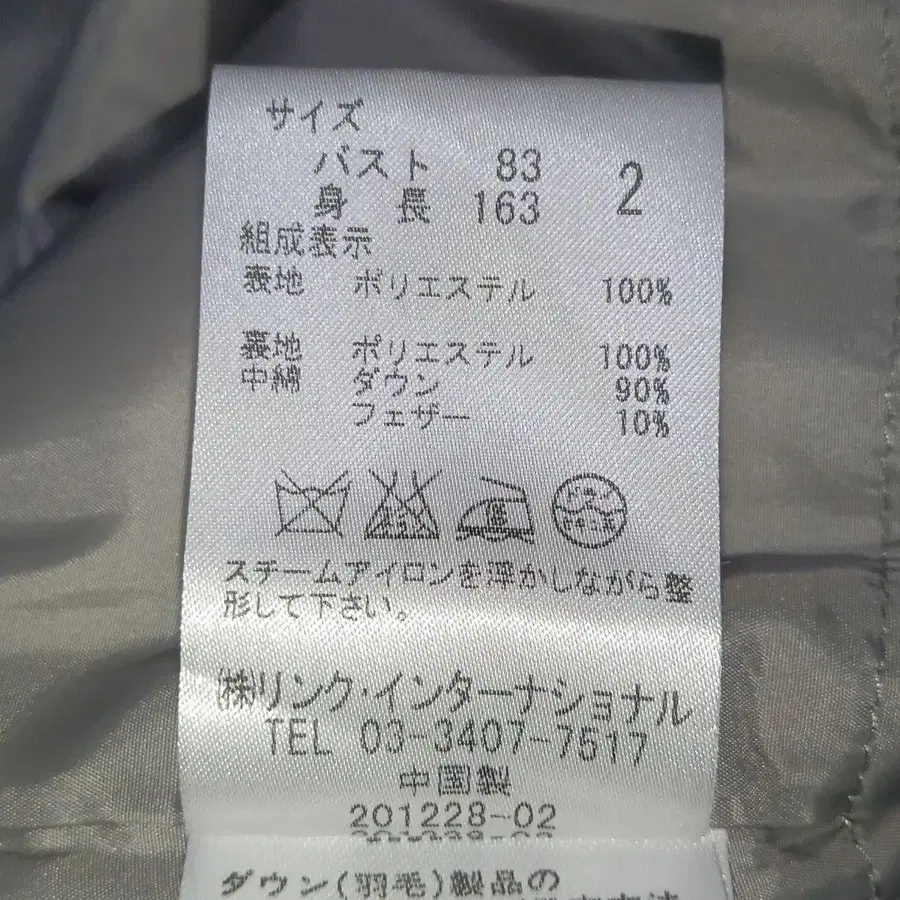 サイズ
バスト 83
身 長 163 2
組成表示
表地 ポリエステル 100%
裏地 ポリエステル 100%
中綿 ダウン 90%
フェザー 10%
スチームアイロンを浮かしながら整
形して下さい。
㈱リンク・インターナショナル
TEL 03-3407-7517
中国製
201228-02
ダウン(羽毛)製品の